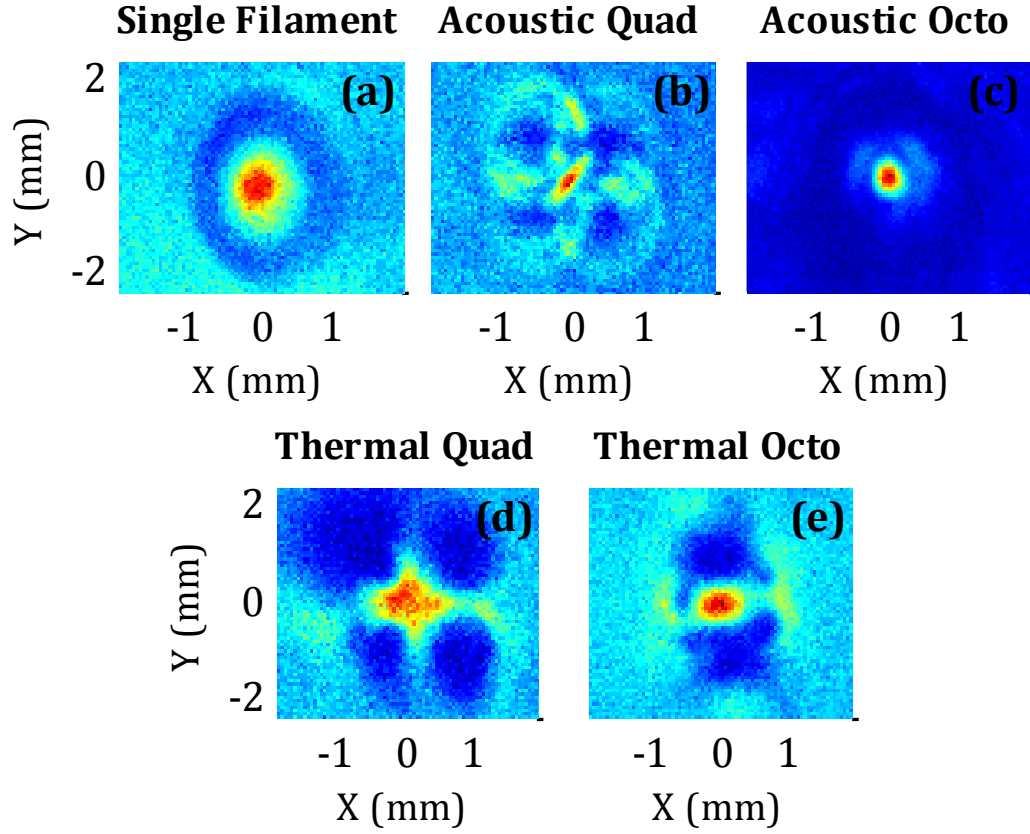 Single Filament Acoustic Quad Acoustic Octo
(a) (b) (c)
2
0
-2
Y (mm)
-1 0 1 -1 0 1 -1 0 1
X (mm) X (mm) X (mm)
Thermal Quad Thermal Octo
(d) (e)
2
0
-2
Y (mm)
-1 0 1 -1 0 1
X (mm) X (mm)